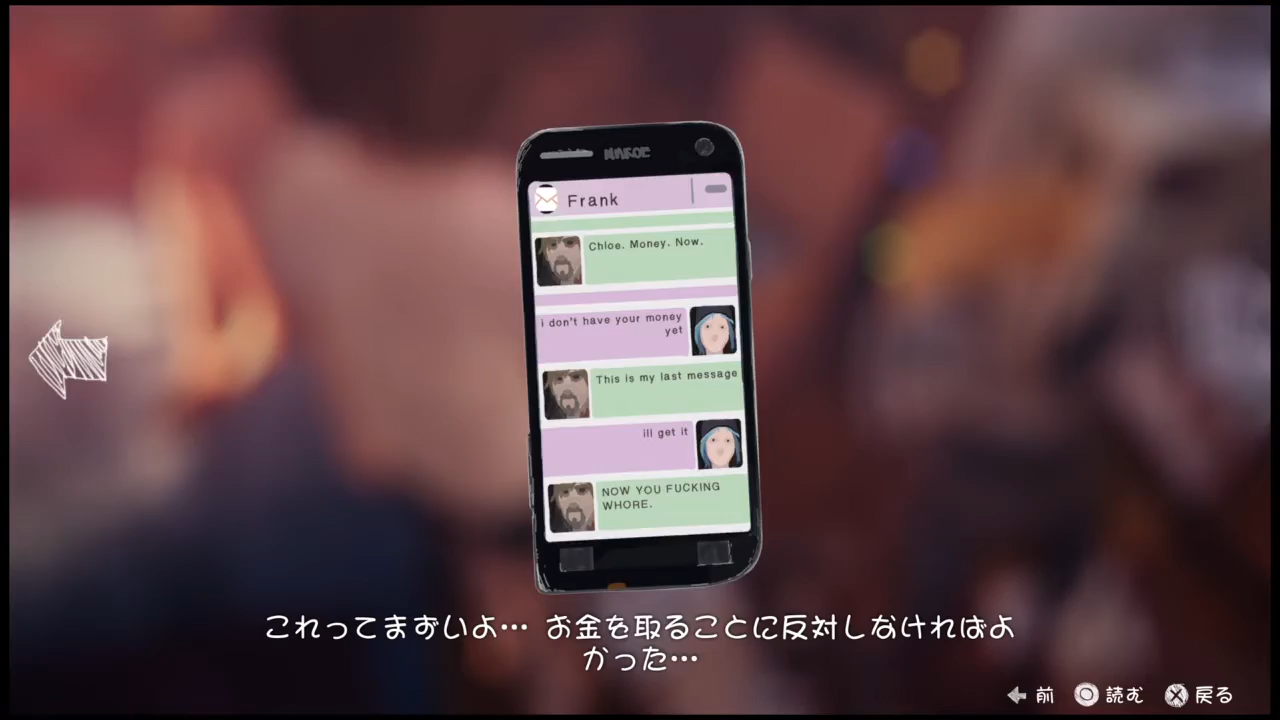 Frank
Chloe. Money. Now.
i don't have your money
yet
This is my last message
ill get it
NOW YOU FUCKING
WHORE.
これってまずいよ… お金を取ることに反対しなければよ
かった…
前 読む 戻る